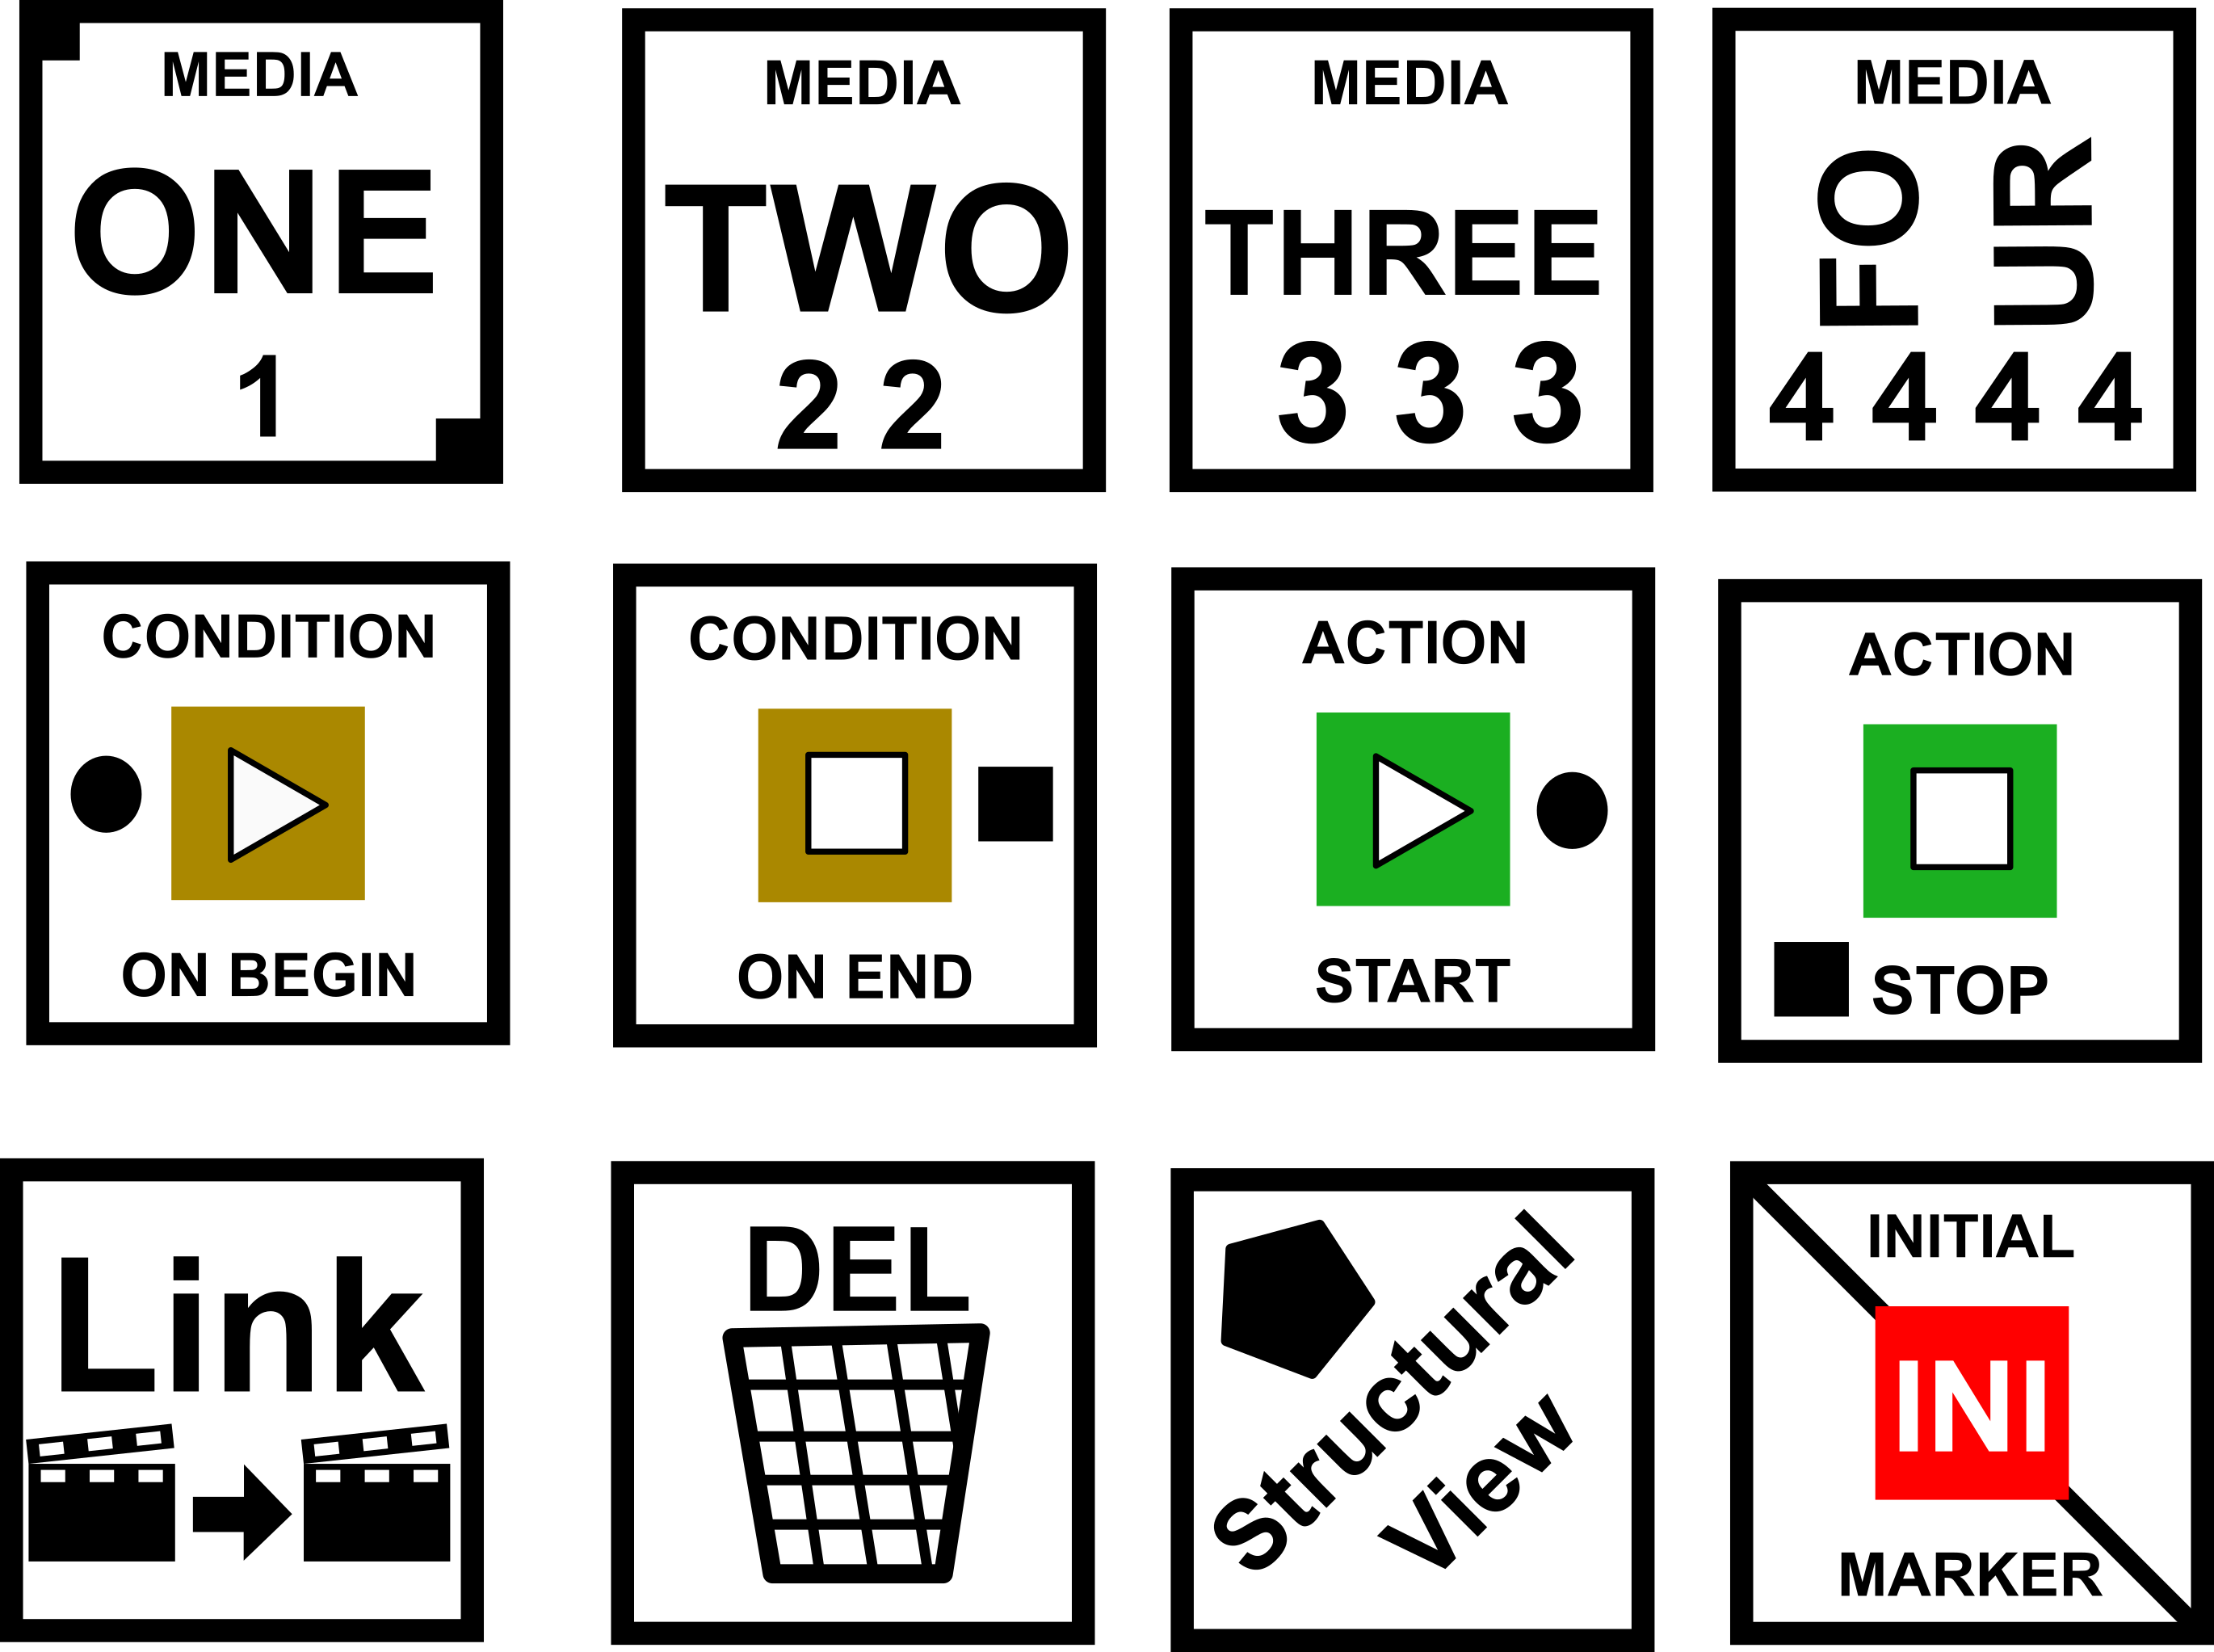 MEDIA
ONE
1
MEDIA
TWO
2 2
MEDIA
THREE
3 3 3
MEDIA
FO
UR
4 4 4 4
CONDITION
ON BEGIN
CONDITION
ON END
ACTION
START
ACTION
STOP
Link
DEL
Structural
View
INITIAL
INI
MARKER